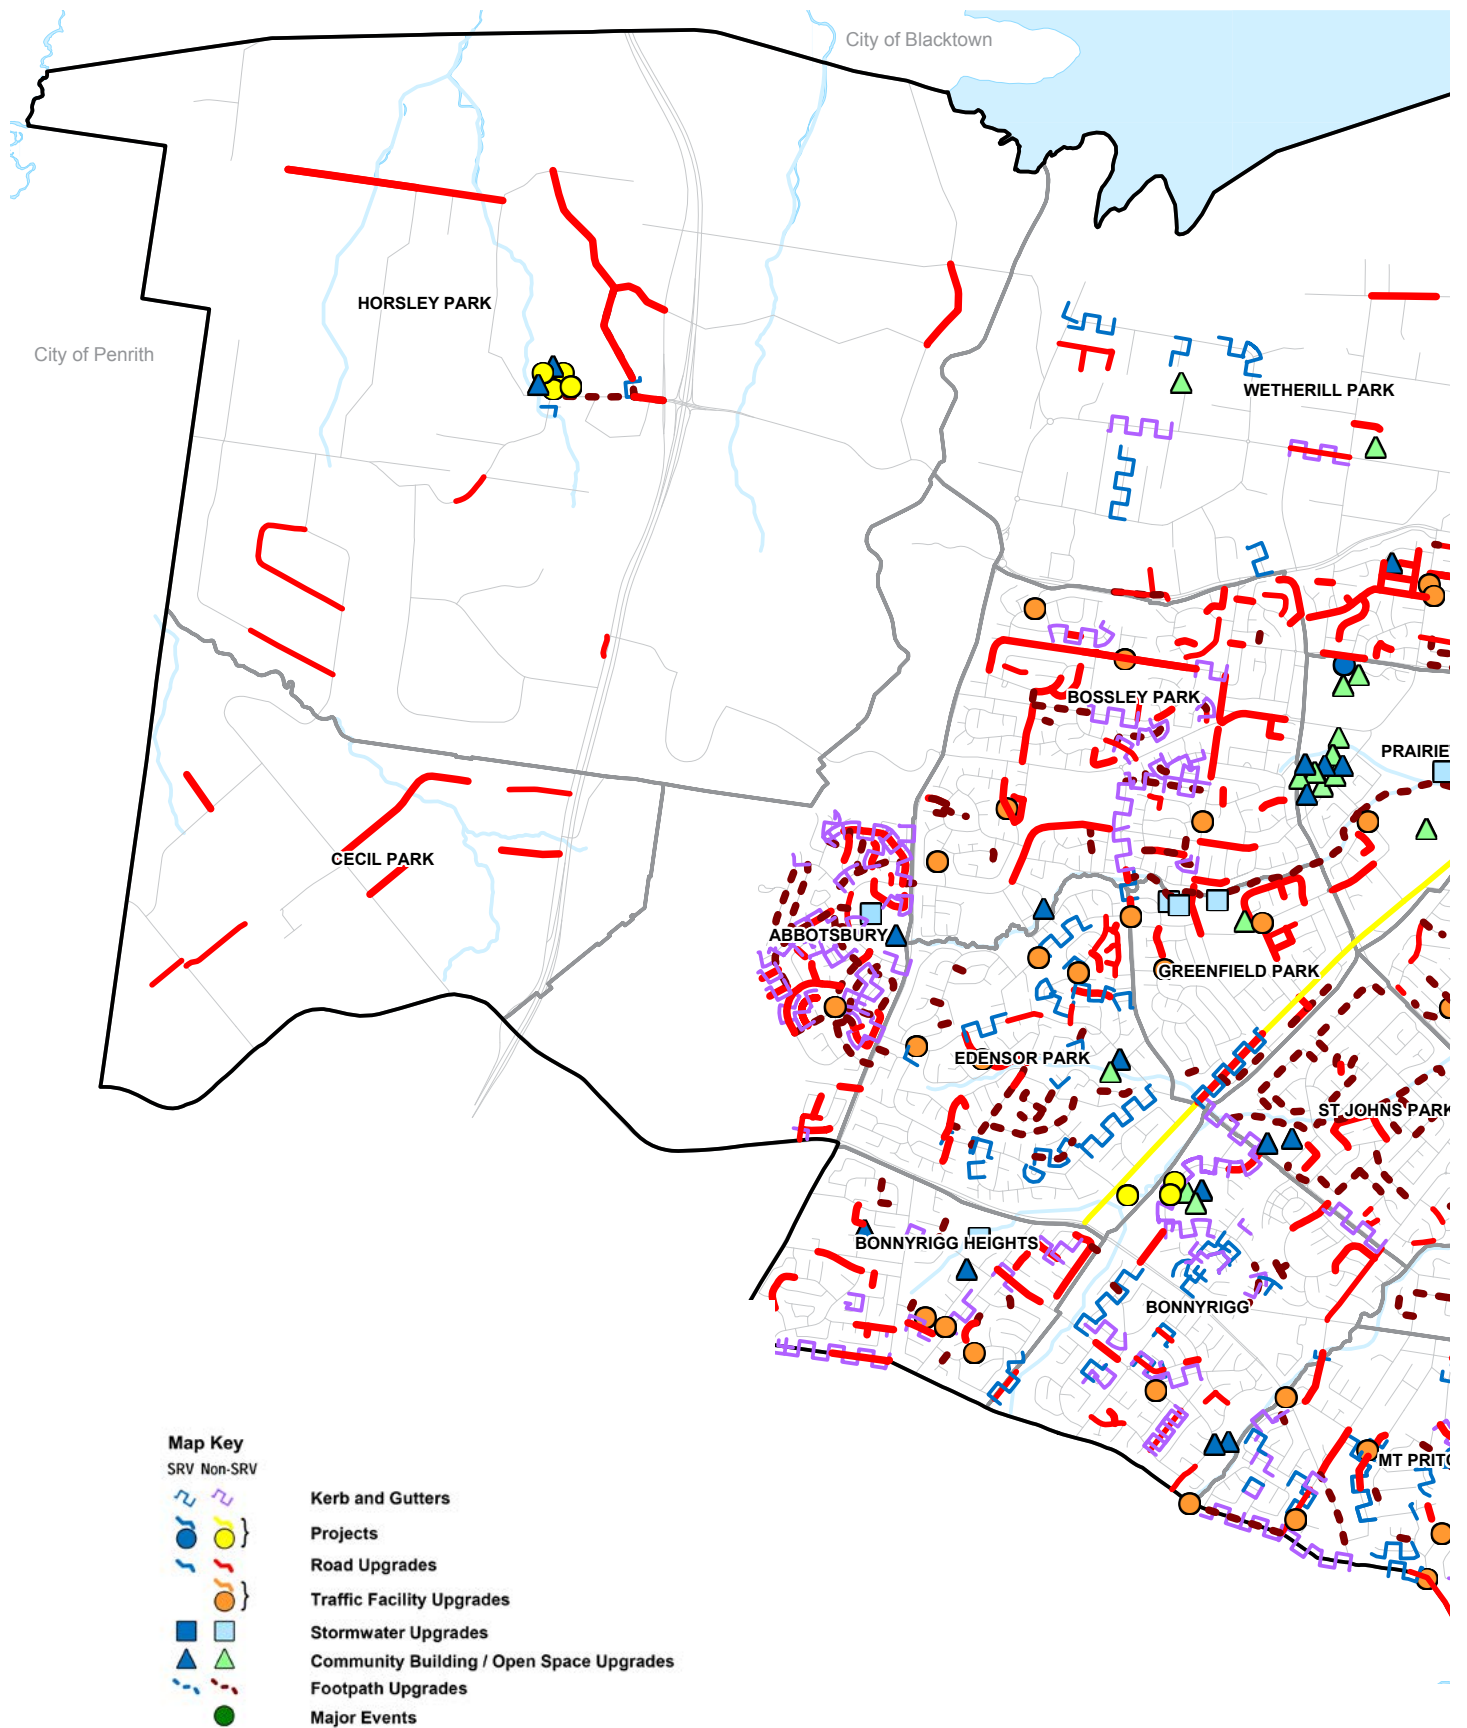 City of Blacktown
HORSLEY PARK
City of Penrith
WETHERILL PARK
BOSSLEY PARK
PRAIRIE
CECIL PARK
ABBOTSBURY
GREENFIELD PARK
EDENSOR PARK
ST JOHNS PARK
BONNYRIGG HEIGHTS
BONNYRIGG
MT PRITC
Map Key
SRV Non-SRV
Kerb and Gutters
Projects
Road Upgrades
Traffic Facility Upgrades
Stormwater Upgrades
Community Building / Open Space Upgrades
Footpath Upgrades
Major Events